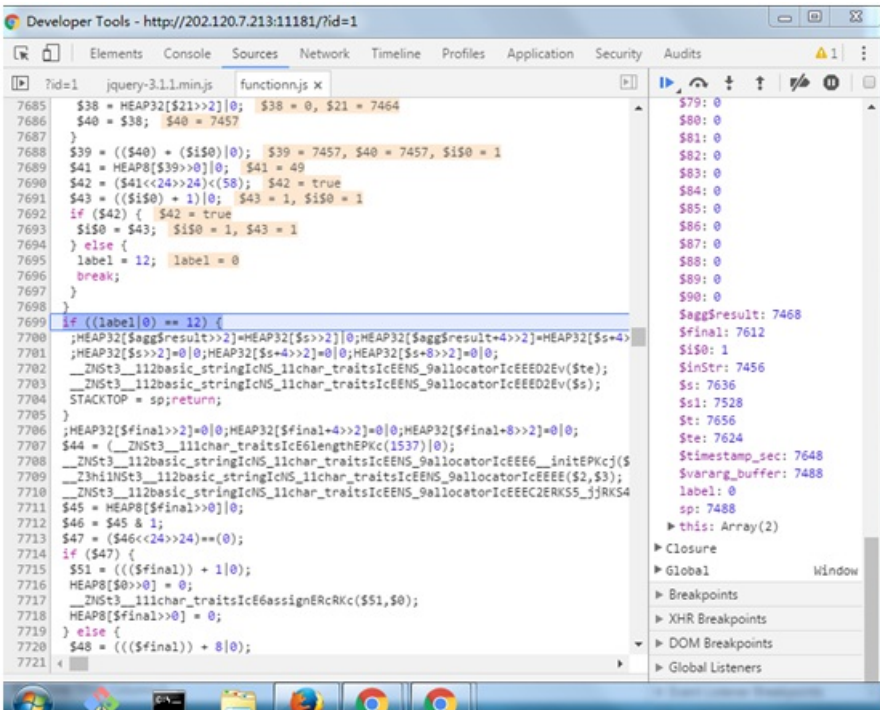 Developer Tools - http://202.120.7.213:11181/?id=1
Elements Console Sources Network Timeline Profiles Application Security Audits 1
?id=1 jquery-3.1.1.min.js functionn.js x
7685 $38 = HEAP32[$21>>2]|0; $38 = 0, $21 = 7464
7686 $40 = $38; $40 = 7457
7687 }
7688 $39 = (($40) + ($i$0)|0); $39 = 7457, $40 = 7457, $i$0 = 1
7689 $41 = HEAP8[$39>>0]|0; $41 = 49
7690 $42 = ($41<<24>>24)<(58); $42 = true
7691 $43 = (($i$0) + 1)|0; $43 = 1, $i$0 = 1
7692 if ($42) { $42 = true
7693 $i$0 = $43; $i$0 = 1, $43 = 1
7694 } else {
7695 label = 12; label = 0
7696 break;
7697 }
7698 }
7699 if ((label|0) == 12) {
7700 ;HEAP32[$agg$result>>2]=HEAP32[$s>>2]|0;HEAP32[$agg$result+4>>2]=HEAP32[$s+4>
7701 ;HEAP32[$s>>2]=0|0;HEAP32[$s+4>>2]=0|0;HEAP32[$s+8>>2]=0|0;
7702 __ZNSt3__112basic_stringIcNS_11char_traitsIcEENS_9allocatorIcEEED2Ev($te);
7703 __ZNSt3__112basic_stringIcNS_11char_traitsIcEENS_9allocatorIcEEED2Ev($s);
7704 STACKTOP = sp;return;
7705 }
7706 ;HEAP32[$final>>2]=0|0;HEAP32[$final+4>>2]=0|0;HEAP32[$final+8>>2]=0|0;
7707 $44 = (__ZNSt3__111char_traitsIcE6lengthEPKc(1537)|0);
7708 __ZNSt3__112basic_stringIcNS_11char_traitsIcEENS_9allocatorIcEEE6__initEPKcj($
7709 __Z3hi1NSt3__112basic_stringIcNS_11char_traitsIcEENS_9allocatorIcEEEE($2,$3);
7710 __ZNSt3__112basic_stringIcNS_11char_traitsIcEENS_9allocatorIcEEEC2ERKS5_jjRKS4
7711 $45 = HEAP8[$final>>0]|0;
7712 $46 = $45 & 1;
7713 $47 = ($46<<24>>24)==(0);
7714 if ($47) {
7715 $51 = ((($final)) + 1|0);
7716 HEAP8[$0>>0] = 0;
7717 __ZNSt3__111char_traitsIcE6assignERcRKc($51,$0);
7718 HEAP8[$final>>0] = 0;
7719 } else {
7720 $48 = ((($final)) + 8|0);
7721
$79: 0
$80: 0
$81: 0
$82: 0
$83: 0
$84: 0
$85: 0
$86: 0
$87: 0
$88: 0
$89: 0
$90: 0
$agg$result: 7468
$final: 7612
$i$0: 1
$inStr: 7456
$s: 7636
$s1: 7528
$t: 7656
$te: 7624
$timestamp_sec: 7648
$vararg_buffer: 7488
label: 0
sp: 7488
this: Array(2)
Closure
Global Window
Breakpoints
XHR Breakpoints
DOM Breakpoints
Global Listeners